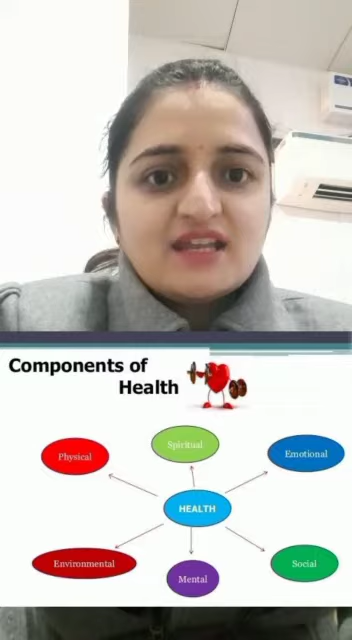 Components of
Health
Spiritual
Physical
Emotional
HEALTH
Environmental
Mental
Social